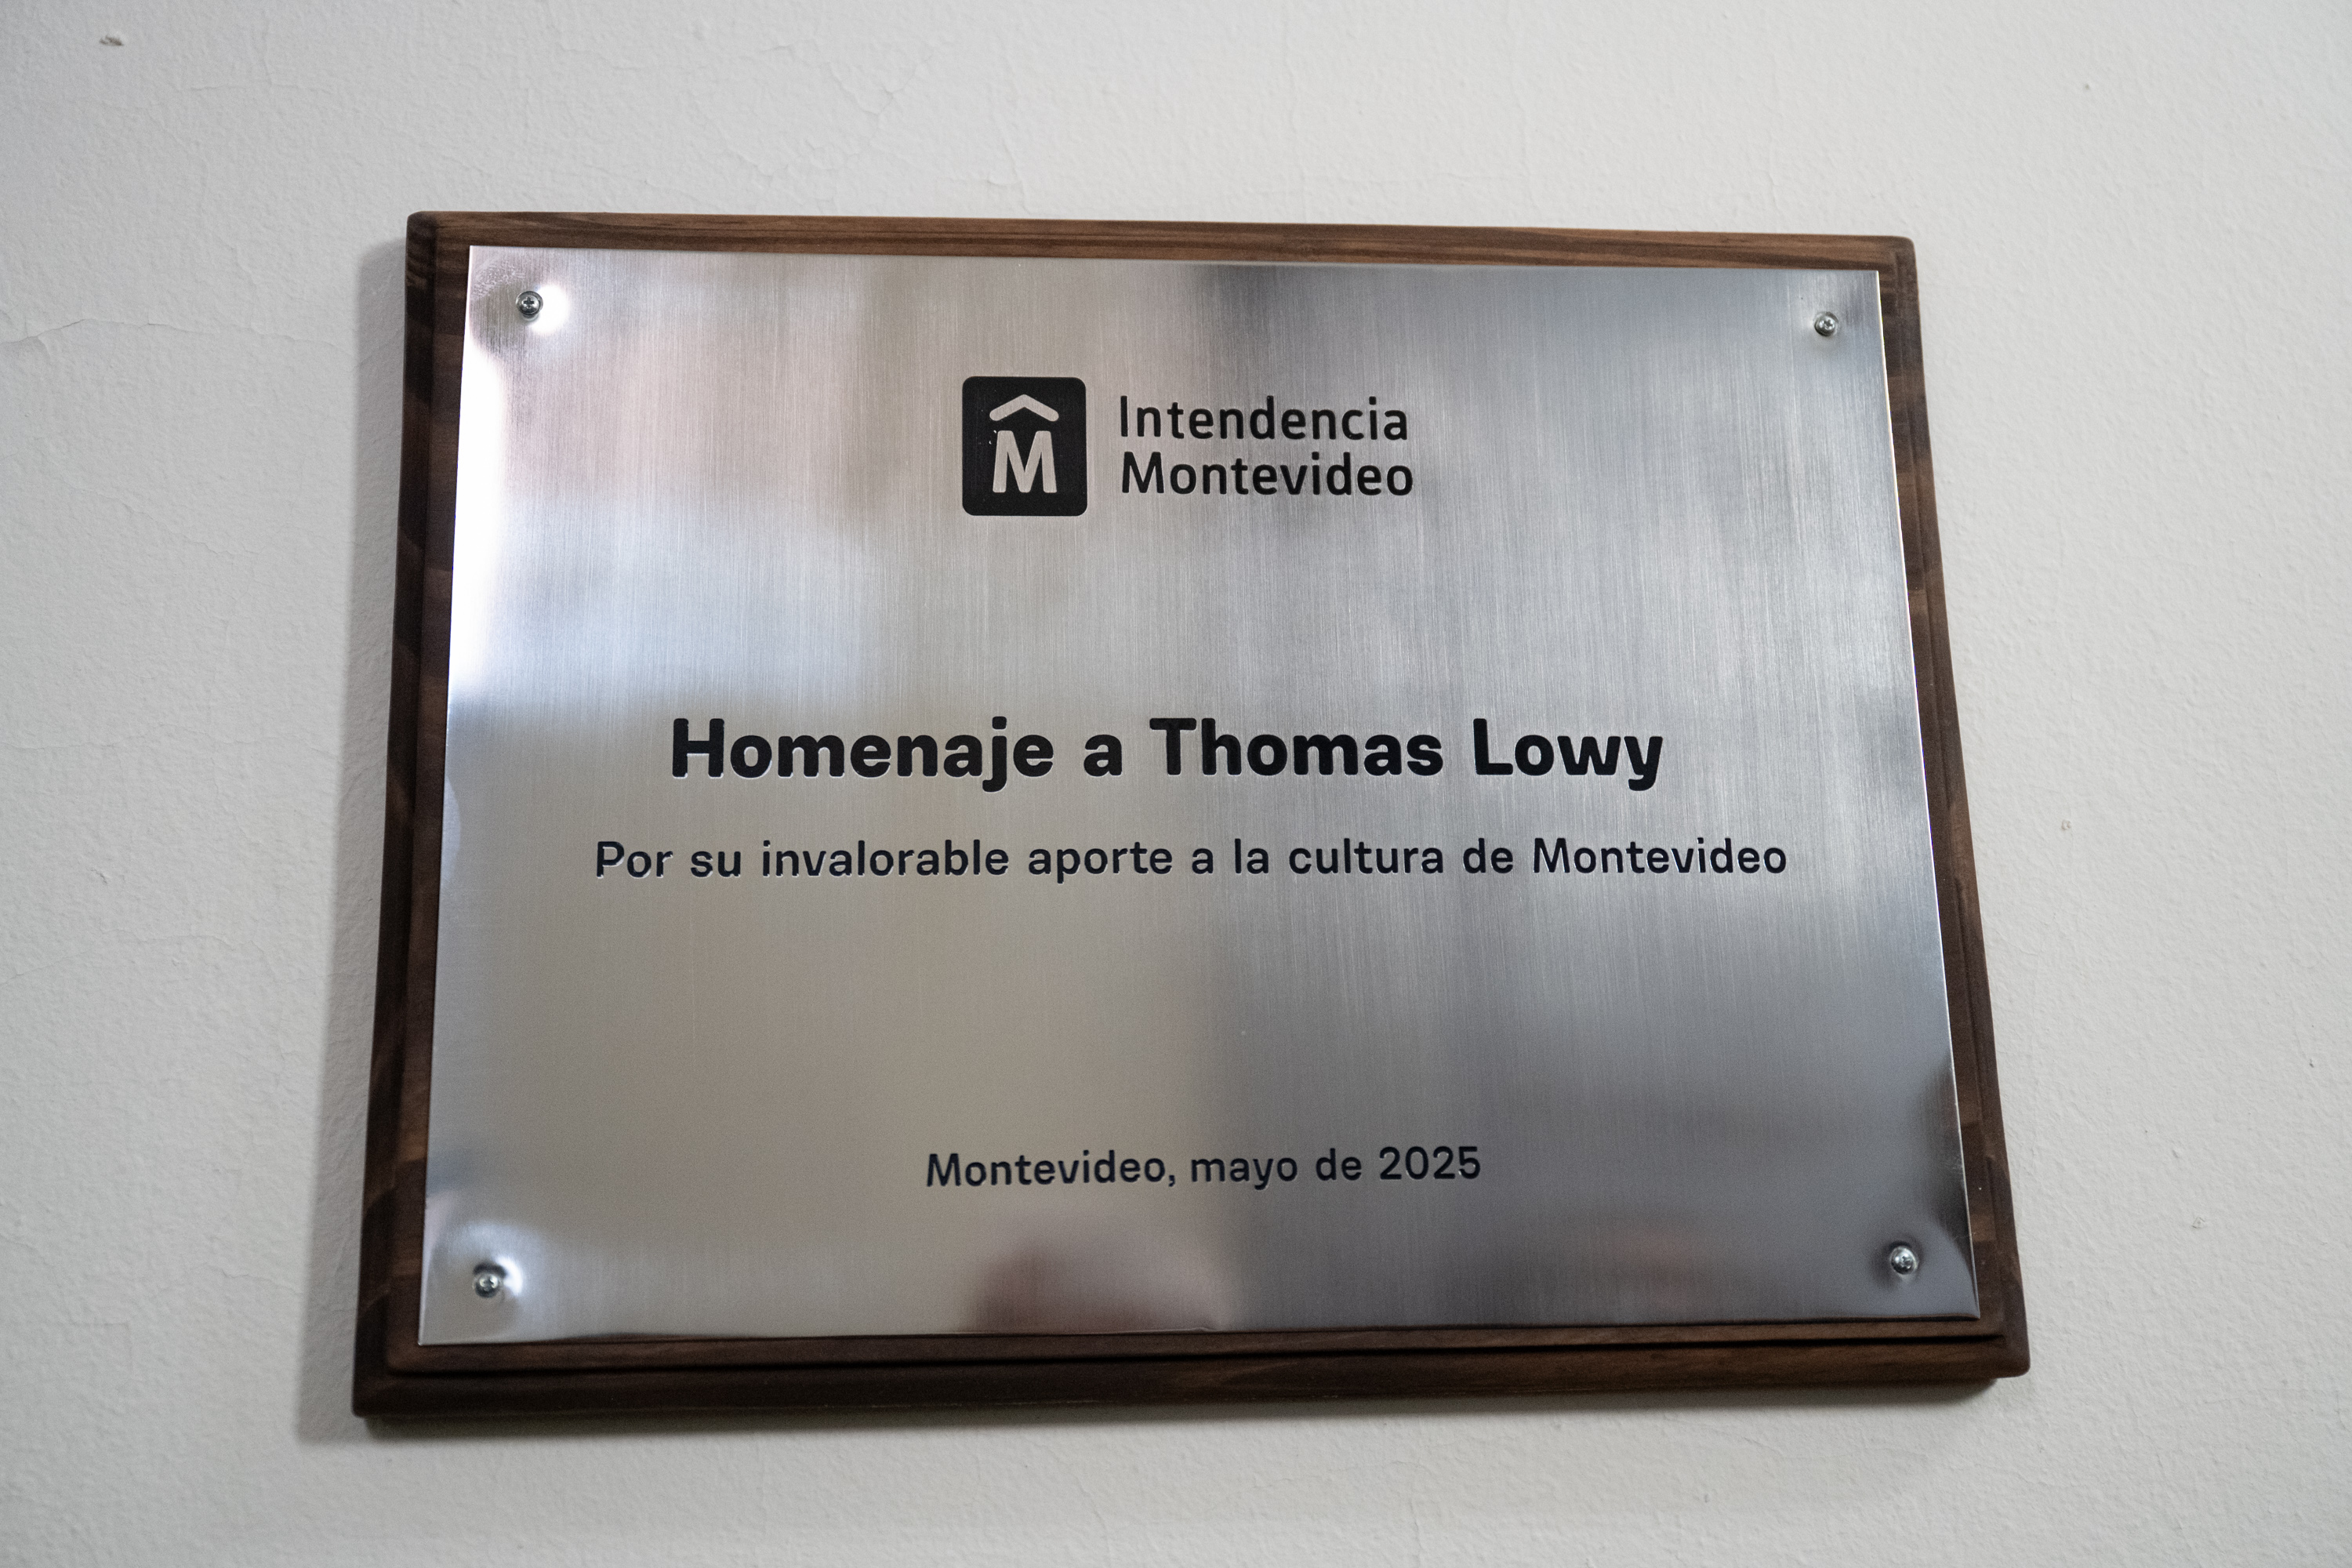 M
Intendencia
Montevideo
Homenaje a Thomas Lowy
Por su invalorable aporte a la cultura de Montevideo
Montevideo, mayo de 2025